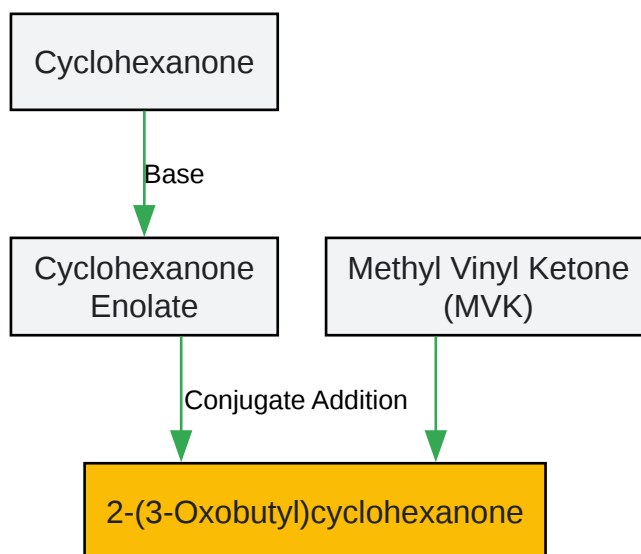 Cyclohexanone
Base
Cyclohexanone
Enolate
Methyl Vinyl Ketone
(MVK)
Conjugate Addition
2-(3-Oxobutyl)cyclohexanone